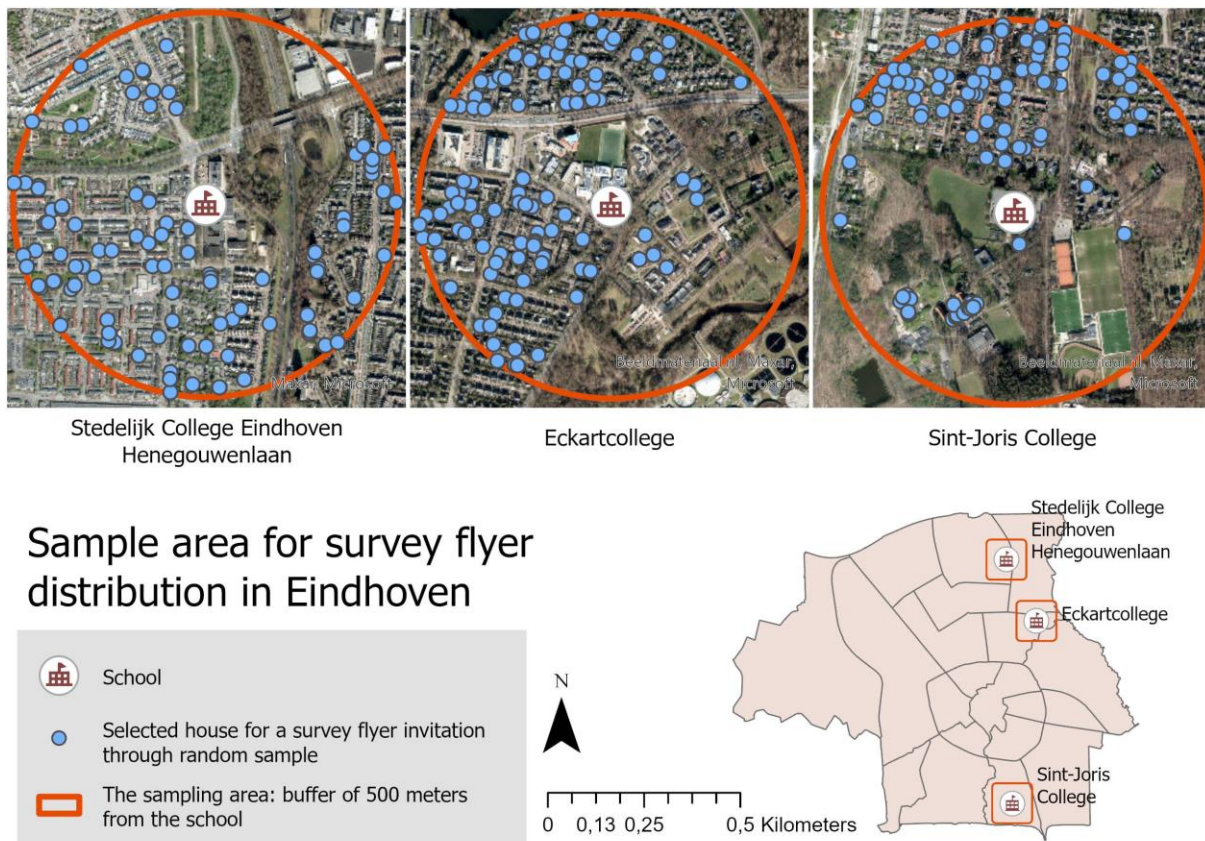 Maxar, Microsoft
Beeldmateriaal.nl, Maxar,
Microsoft
Beeldmateriaal.nl, Maxar,
Microsoft
Stedelijk College Eindhoven
Henegouwenlaan
Eckartcollege
Sint-Joris College
Sample area for survey flyer
distribution in Eindhoven
School
Selected house for a survey flyer invitation
through random sample
The sampling area: buffer of 500 meters
from the school
N
0 0,13 0,25 0,5 Kilometers
Stedelijk College
Eindhoven
Henegouwenlaan
Eckartcollege
Sint-Joris
College